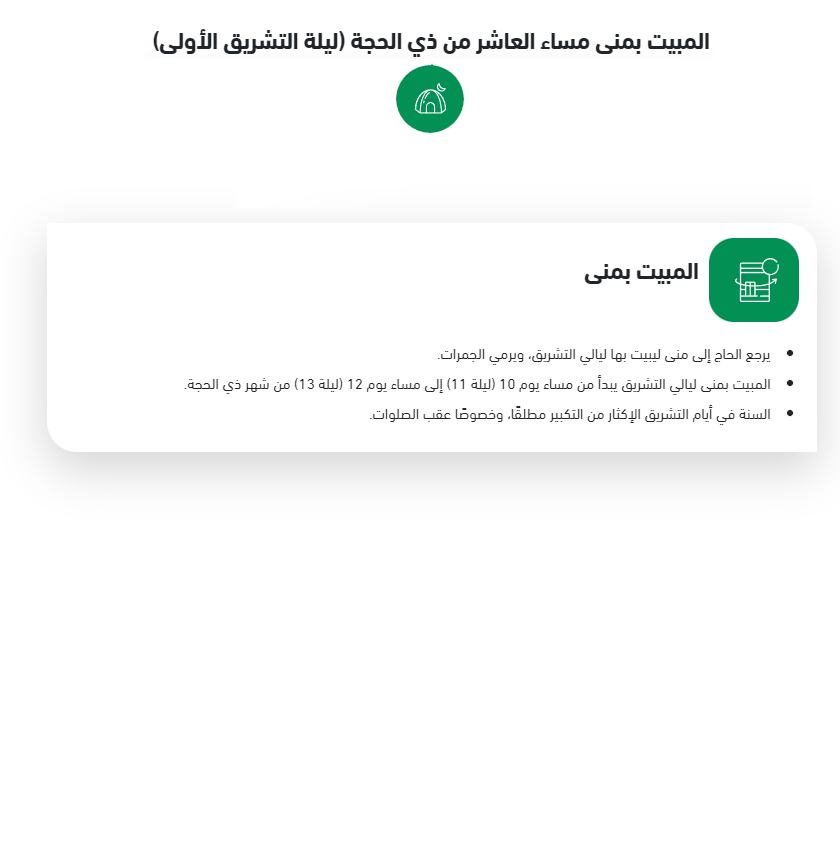 المبيت بمنى مساء العاشر من ذي الحجة (ليلة التشريق الأولى)
المبيت بمنى
يرجع الحاج إلى منى ليبيت بها ليالي التشريق، ويرمي الجمرات.
المبيت بمنى ليالي التشريق يبدأ من مساء يوم 10 (ليلة 11) إلى مساء يوم 12 (ليلة 13) من شهر ذي الحجة.
السنة في أيام التشريق الإكثار من التكبير مطلقًا، وخصوصًا عقب الصلوات.